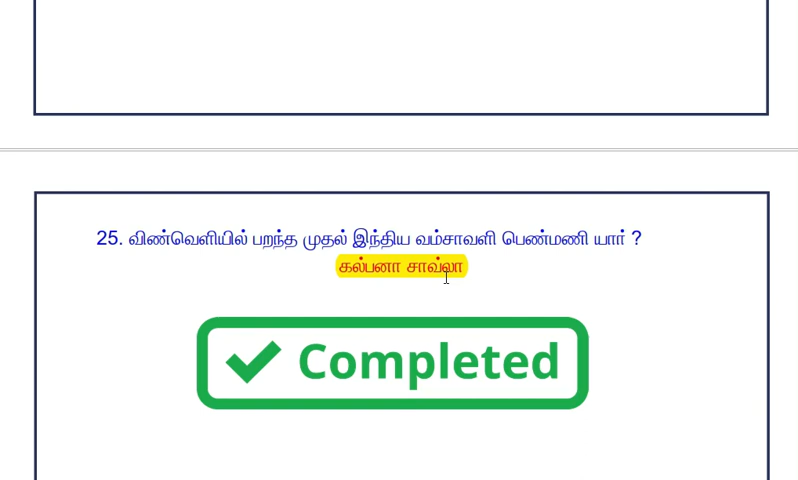 25. விண்வெளியில் பறந்த முதல் இந்திய வம்சாவளி பெண்மணி யார் ?
கல்பனா சாவ்லா
Completed